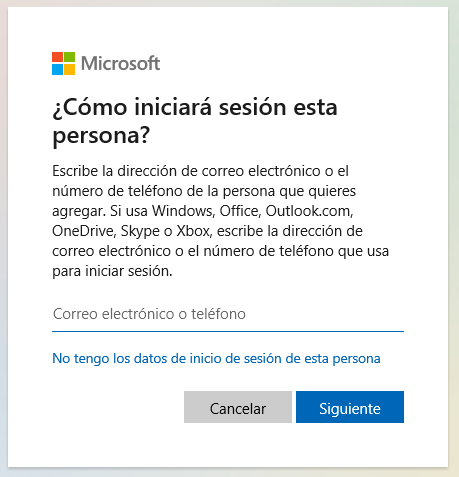 Microsoft
¿Cómo iniciará sesión esta
persona?
Escribe la dirección de correo electrónico o el
número de teléfono de la persona que quieres
agregar. Si usa Windows, Office, Outlook.com,
OneDrive, Skype o Xbox, escribe la dirección de
correo electrónico o el número de teléfono que usa
para iniciar sesión.
Correo electrónico o teléfono
No tengo los datos de inicio de sesión de esta persona
Cancelar
Siguiente